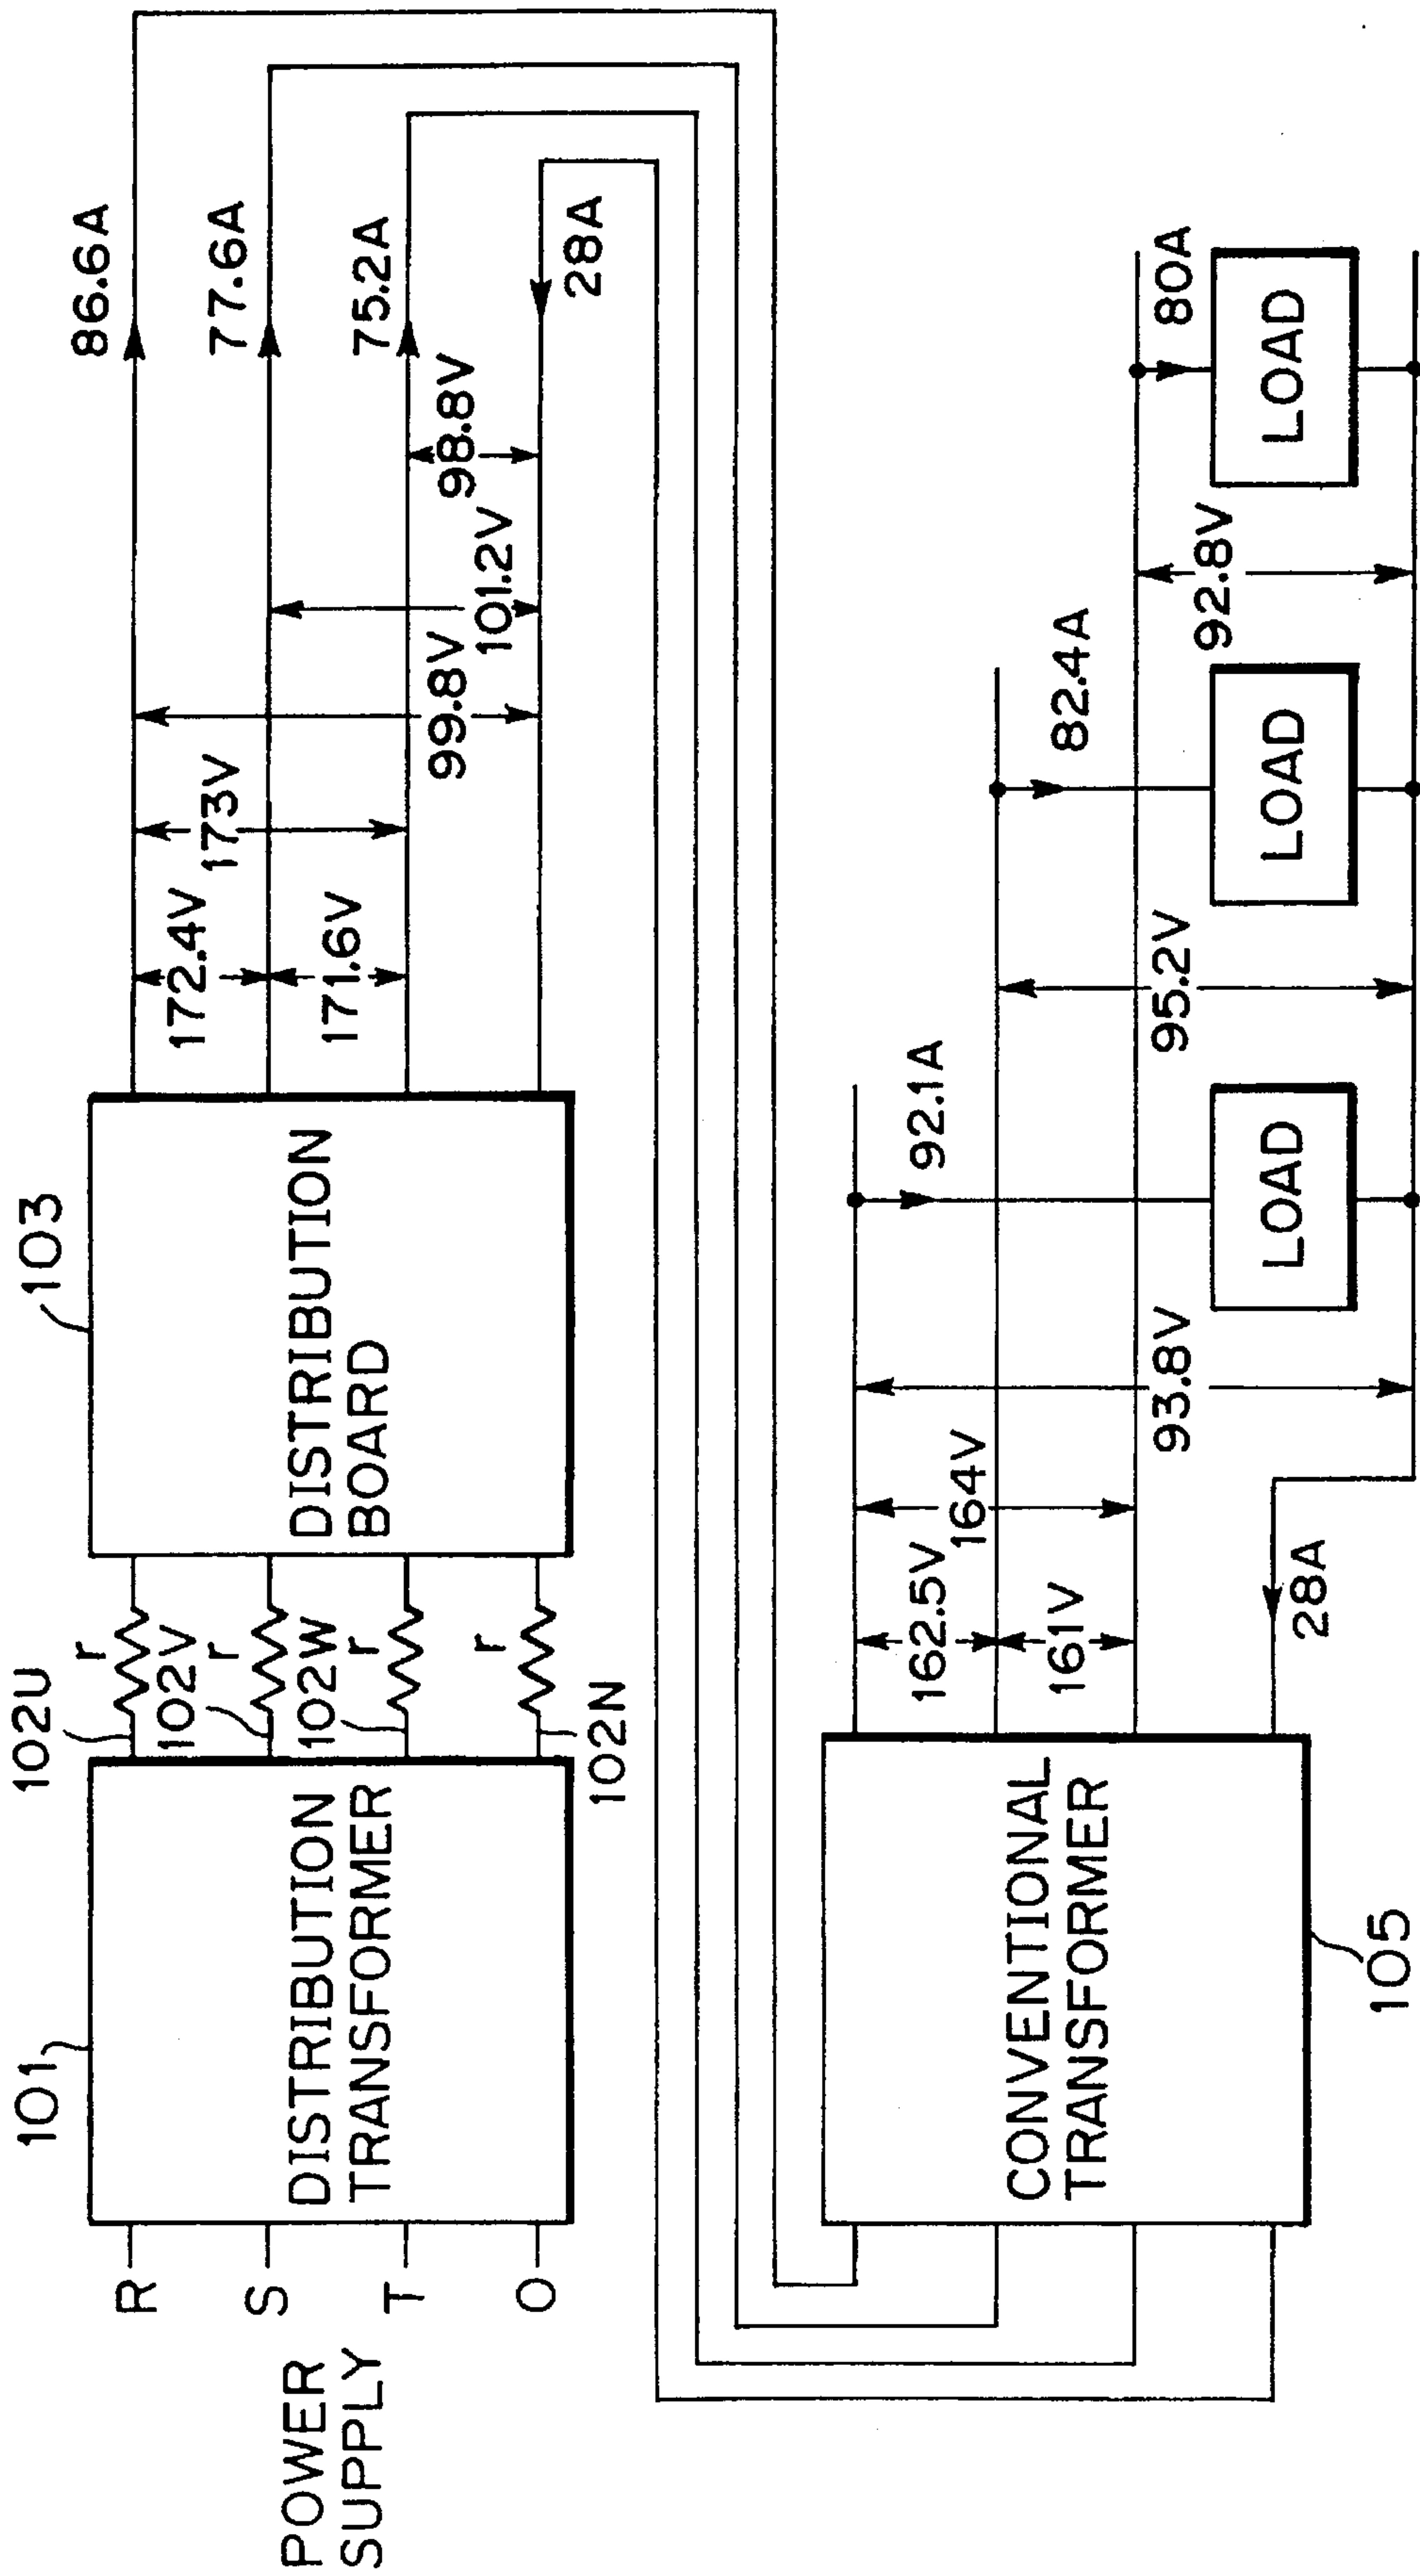 POWER
SUPPLY
R
S
T
O
101
DISTRIBUTION
TRANSFORMER
102U
r
102V
r
102W
r
102N
r
103
DISTRIBUTION
BOARD
172.4V
173V
171.6V
99.8V
101.2V
98.8V
86.6A
77.6A
75.2A
28A
CONVENTIONAL
TRANSFORMER
105
162.5V
164V
161V
28A
93.8V
92.1A
LOAD
95.2V
82.4A
LOAD
92.8V
80A
LOAD